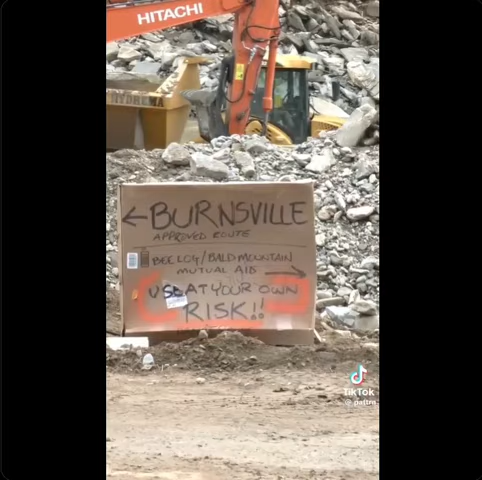 HITACHI
HYDREMA
← BURNSVILLE
APPROVED ROUTE
BEE LOG/BALD MOUNTAIN
MUTUAL AID →
USE AT YOUR OWN
RISK!!
TikTok